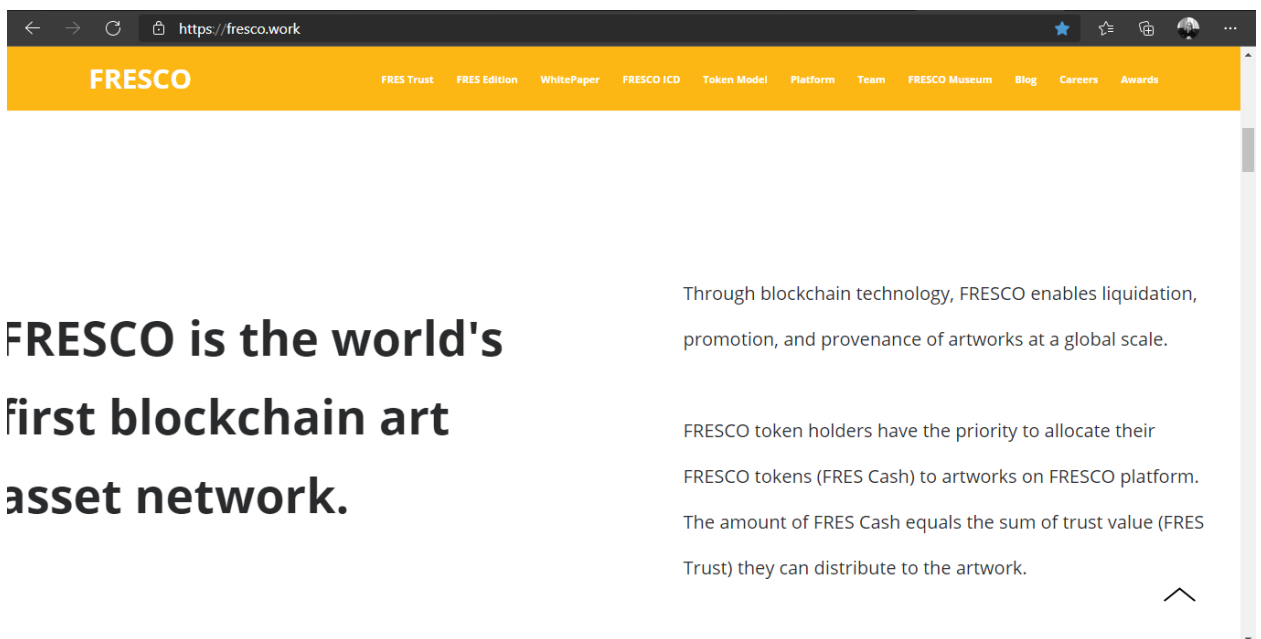 https://fresco.work
FRESCO
FRES Trust FRES Edition WhitePaper FRESCO ICD Token Model Platform Team FRESCO Museum Blog Careers Awards
FRESCO is the world's
first blockchain art
asset network.
Through blockchain technology, FRESCO enables liquidation,
promotion, and provenance of artworks at a global scale.
FRESCO token holders have the priority to allocate their
FRESCO tokens (FRES Cash) to artworks on FRESCO platform.
The amount of FRES Cash equals the sum of trust value (FRES
Trust) they can distribute to the artwork.